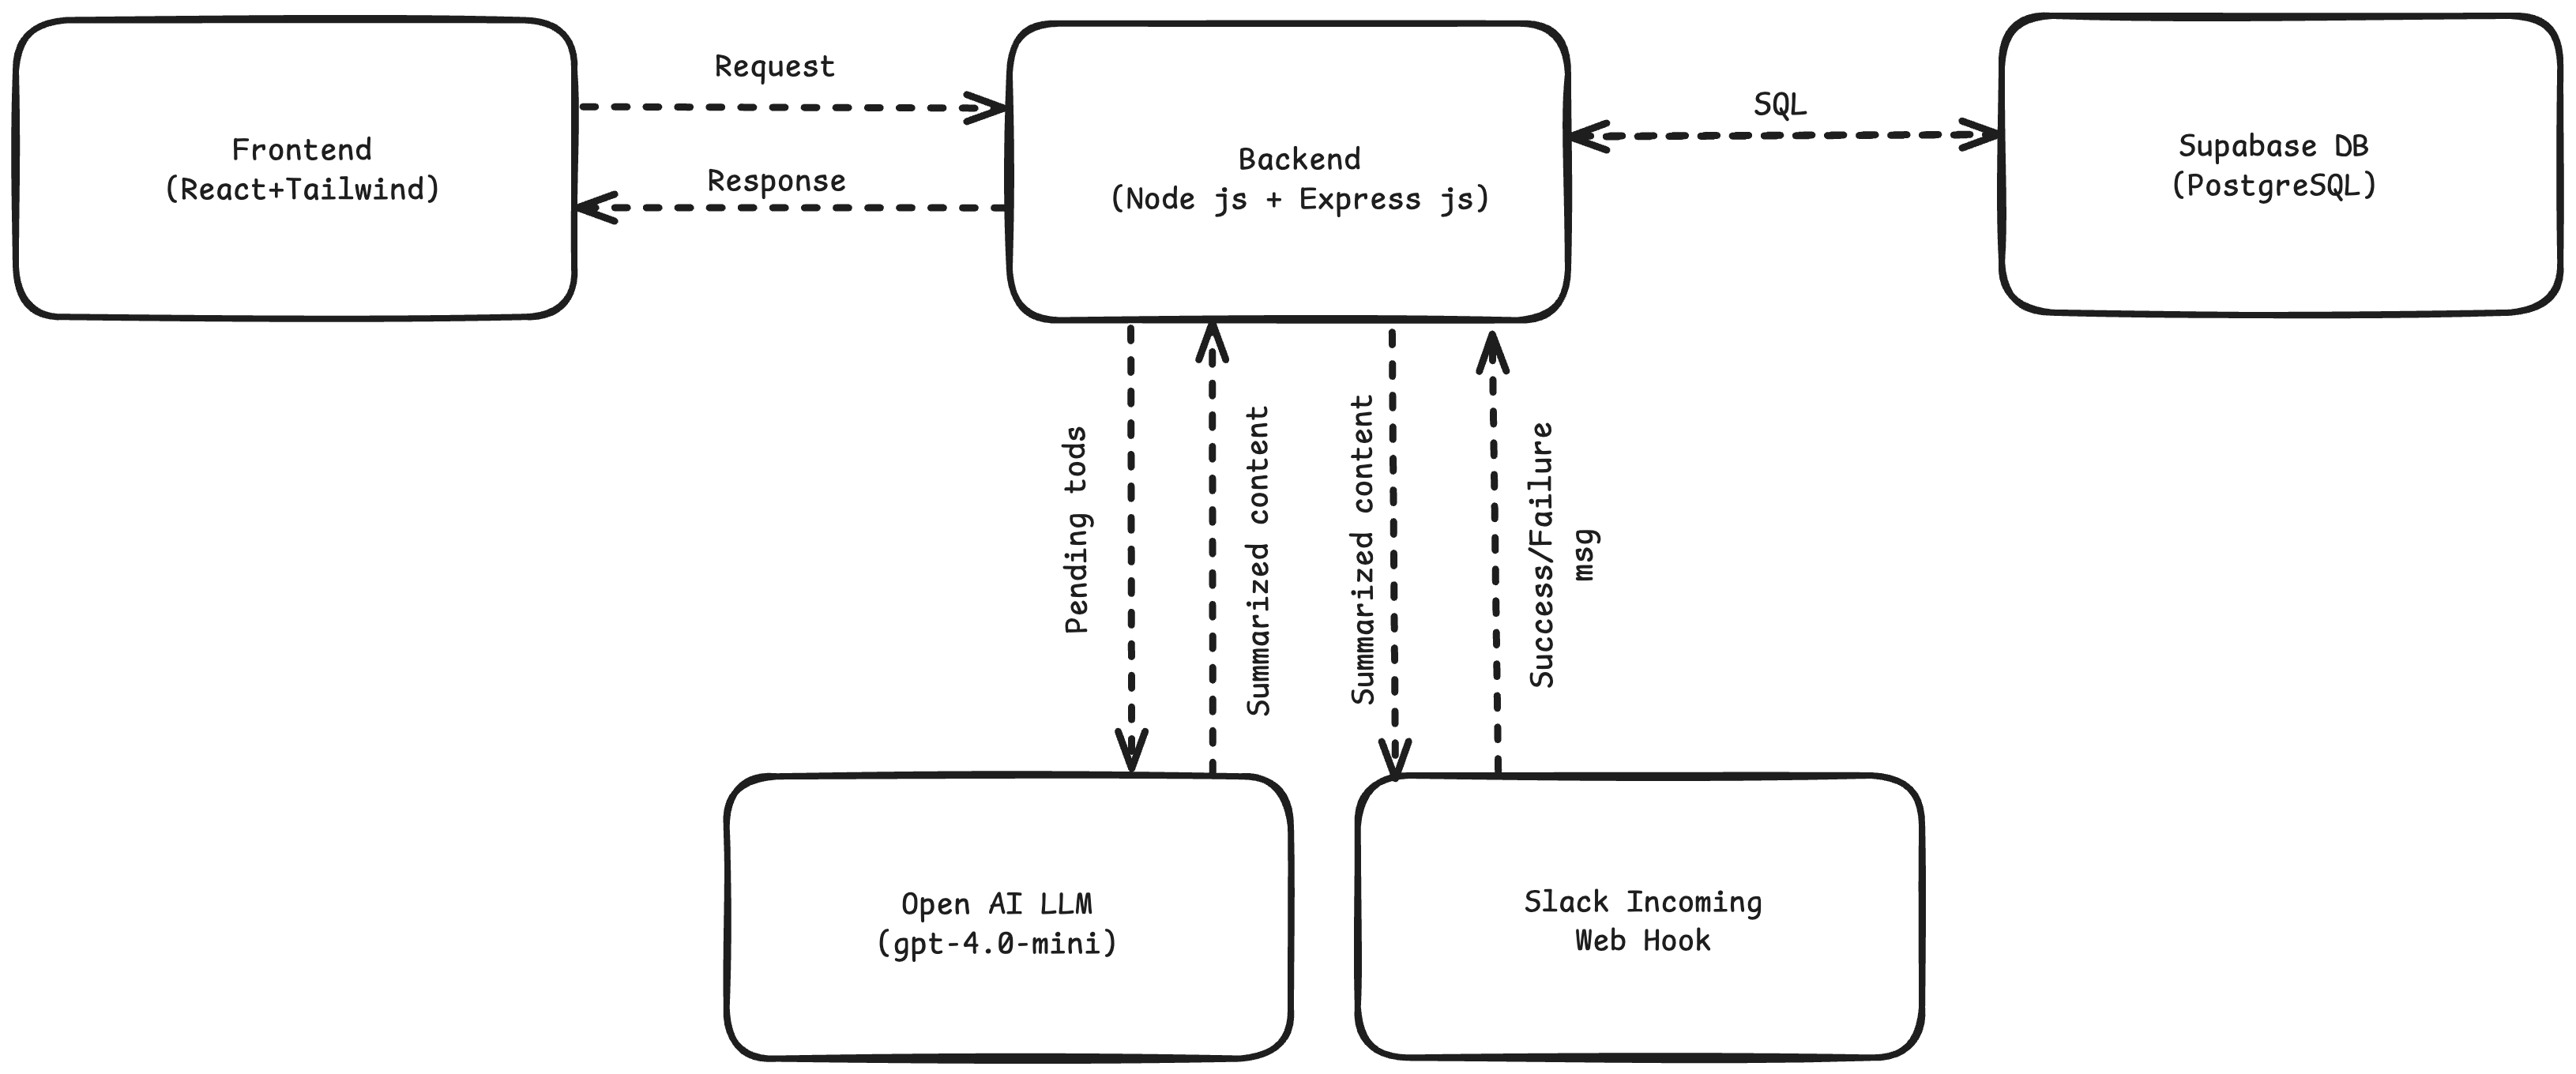 Frontend
(React+Tailwind)
Request
Response
Backend
(Node js + Express js)
SQL
Supabase DB
(PostgreSQL)
Pending tods
Summarized content
Summarized content
Success/Failure
msg
Open AI LLM
(gpt-4.0-mini)
Slack Incoming
Web Hook